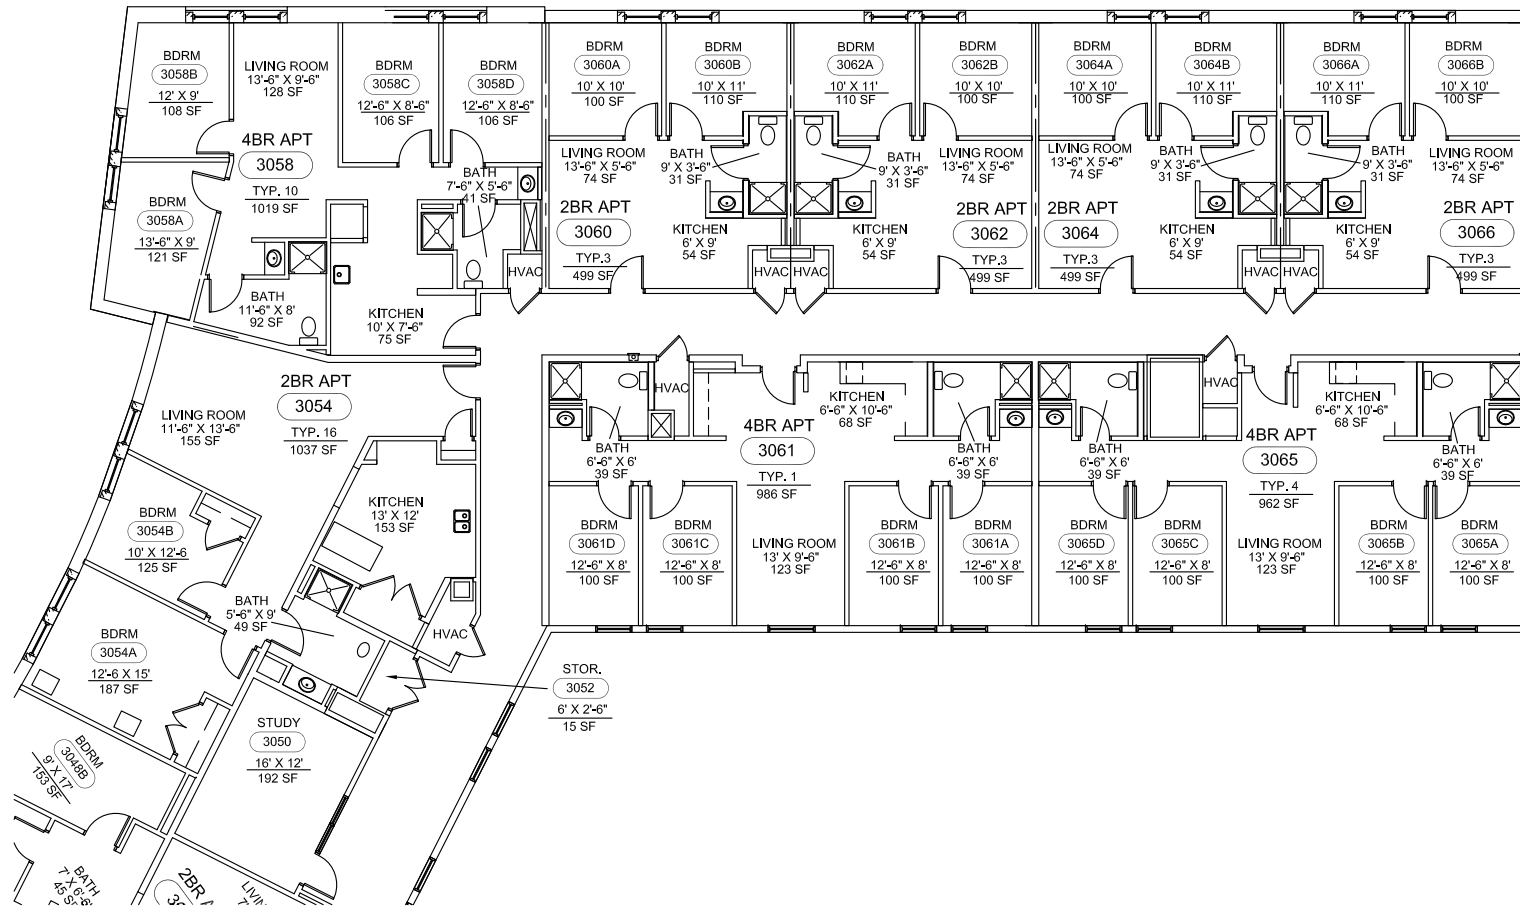 BDRM
3058B
12' X 9'
108 SF
LIVING ROOM
13'-6" X 9'-6"
128 SF
BDRM
3058C
12'-6" X 8'-6"
106 SF
BDRM
3058D
12'-6" X 8'-6"
106 SF
4BR APT
3058
TYP. 10
1019 SF
BDRM
3058A
13'-6" X 9'
121 SF
BATH
7'-6" X 5'-6"
41 SF
BATH
11'-6" X 8'
92 SF
KITCHEN
10' X 7'-6"
75 SF
HVAC
BDRM
3060A
10' X 10'
100 SF
BDRM
3060B
10' X 11'
110 SF
LIVING ROOM
13'-6" X 5'-6"
74 SF
BATH
9' X 3'-6"
31 SF
2BR APT
3060
TYP.3
499 SF
KITCHEN
6' X 9'
54 SF
HVAC
BDRM
3062A
10' X 11'
110 SF
BDRM
3062B
10' X 10'
100 SF
BATH
9' X 3'-6"
31 SF
LIVING ROOM
13'-6" X 5'-6"
74 SF
KITCHEN
6' X 9'
54 SF
2BR APT
3062
TYP.3
499 SF
HVAC
BDRM
3064A
10' X 10'
100 SF
BDRM
3064B
10' X 11'
110 SF
LIVING ROOM
13'-6" X 5'-6"
74 SF
BATH
9' X 3'-6"
31 SF
2BR APT
3064
TYP.3
499 SF
KITCHEN
6' X 9'
54 SF
HVAC
BDRM
3066A
10' X 11'
110 SF
BDRM
3066B
10' X 10'
100 SF
BATH
9' X 3'-6"
31 SF
LIVING ROOM
13'-6" X 5'-6"
74 SF
KITCHEN
6' X 9'
54 SF
2BR APT
3066
TYP.3
499 SF
HVAC
2BR APT
3054
TYP. 16
1037 SF
LIVING ROOM
11'-6" X 13'-6"
155 SF
KITCHEN
13' X 12'
153 SF
BDRM
3054B
10' X 12'-6
125 SF
BATH
5'-6" X 9'
49 SF
BDRM
3054A
12'-6 X 15'
187 SF
HVAC
STOR.
3052
6' X 2'-6"
15 SF
STUDY
3050
16' X 12'
192 SF
BDRM
3048B
9' X 17'
153 SF
BATH
7' X 6'-6"
45 SF
2BR
HVAC
4BR APT
3061
TYP. 1
986 SF
KITCHEN
6'-6" X 10'-6"
68 SF
BATH
6'-6" X 6'
39 SF
BATH
6'-6" X 6'
39 SF
BDRM
3061D
12'-6" X 8'
100 SF
BDRM
3061C
12'-6" X 8'
100 SF
LIVING ROOM
13' X 9'-6"
123 SF
BDRM
3061B
12'-6" X 8'
100 SF
BDRM
3061A
12'-6" X 8'
100 SF
HVAC
4BR APT
3065
TYP. 4
962 SF
KITCHEN
6'-6" X 10'-6"
68 SF
BATH
6'-6" X 6'
39 SF
BATH
6'-6" X 6'
39 SF
BDRM
3065D
12'-6" X 8'
100 SF
BDRM
3065C
12'-6" X 8'
100 SF
LIVING ROOM
13' X 9'-6"
123 SF
BDRM
3065B
12'-6" X 8'
100 SF
BDRM
3065A
12'-6" X 8'
100 SF